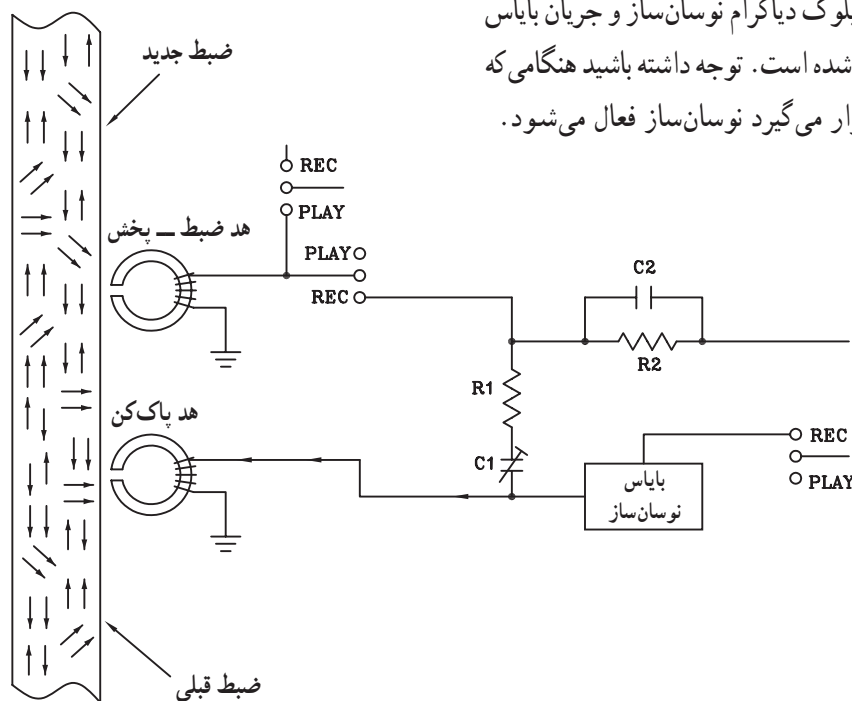 بلوک دیاگرام نوسان‌ساز و جریان بایاس
شده است. توجه داشته باشید هنگامی‌که
می‌گیرد نوسان‌ساز فعال می‌شود.
ضبط جدید
REC
PLAY
هد ضبط ــ پخش
PLAY
REC
C2
R2
R1
هد پاک‌کن
C1
REC
بایاس
نوسان‌ساز
PLAY
ضبط قبلی